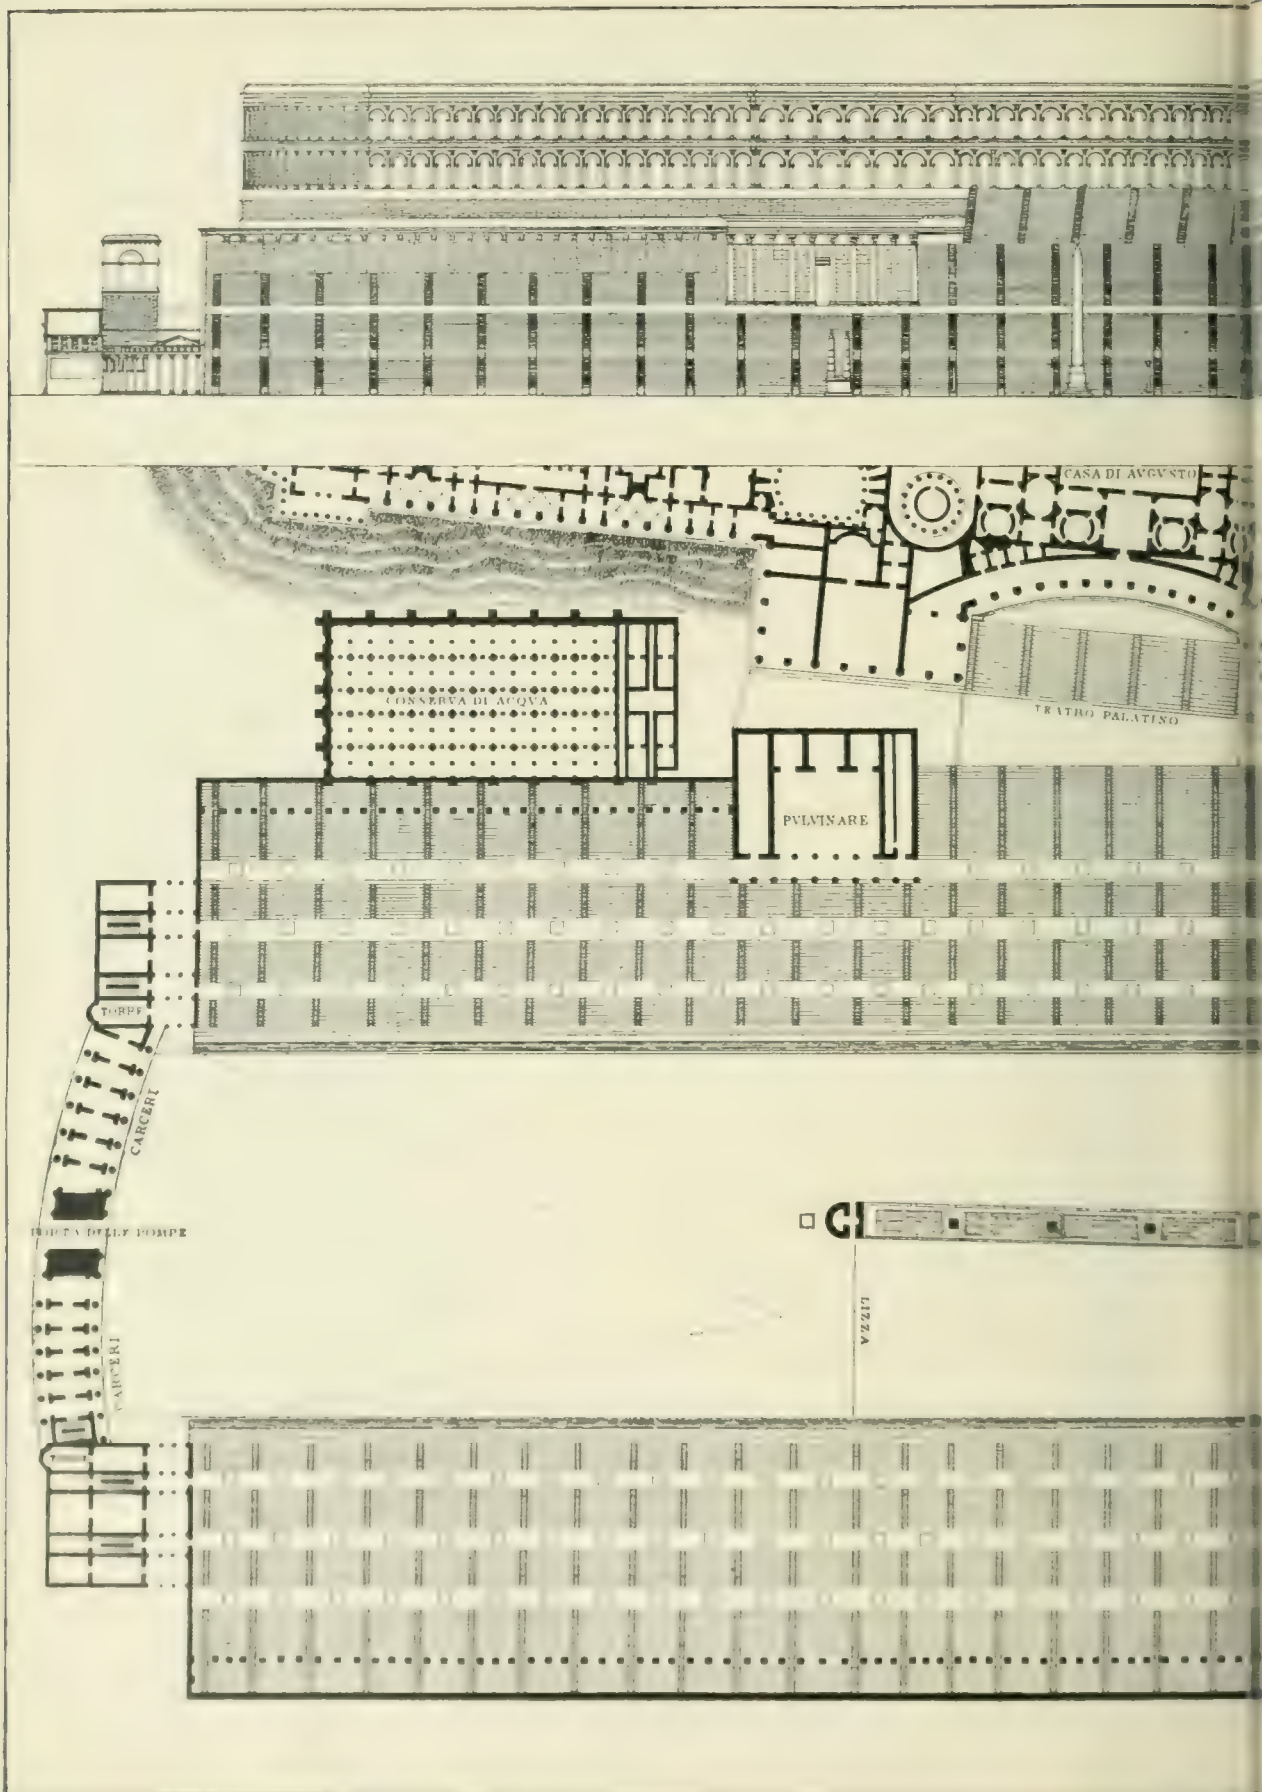 CASA DI AVGVSTO
CONSERVA DI ACQVA
TEATRO PALATINO
PVLVINARE
TORRE
CARCERI
PORTA DELLE POMPE
LIZZA
CARCERI